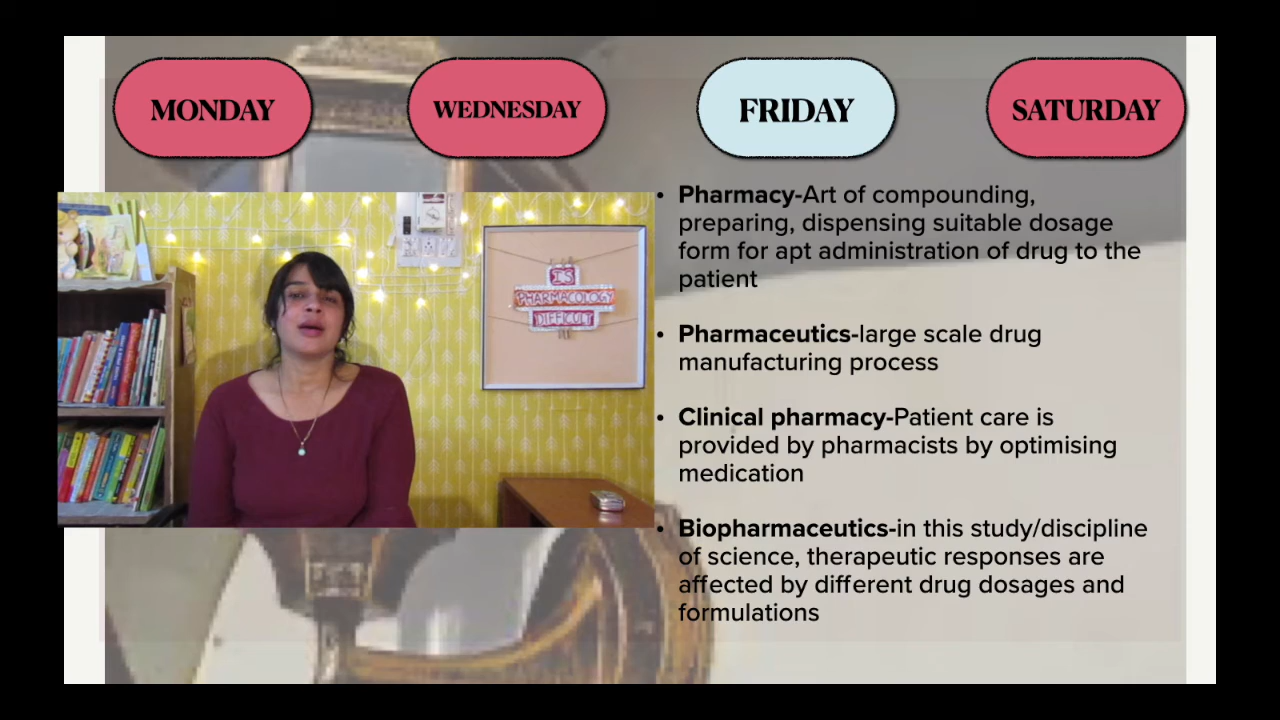 MONDAY
WEDNESDAY
FRIDAY
SATURDAY
IS
PHARMACOLOGY
DIFFICULT
• Pharmacy-Art of compounding,
preparing, dispensing suitable dosage
form for apt administration of drug to the
patient
• Pharmaceutics-large scale drug
manufacturing process
• Clinical pharmacy-Patient care is
provided by pharmacists by optimising
medication
• Biopharmaceutics-in this study/discipline
of science, therapeutic responses are
affected by different drug dosages and
formulations